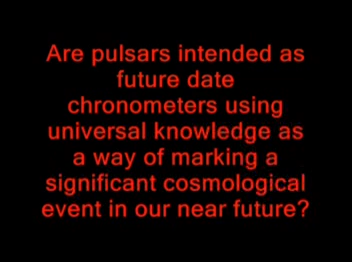 Are pulsars intended as
future date
chronometers using
universal knowledge as
a way of marking a
significant cosmological
event in our near future?